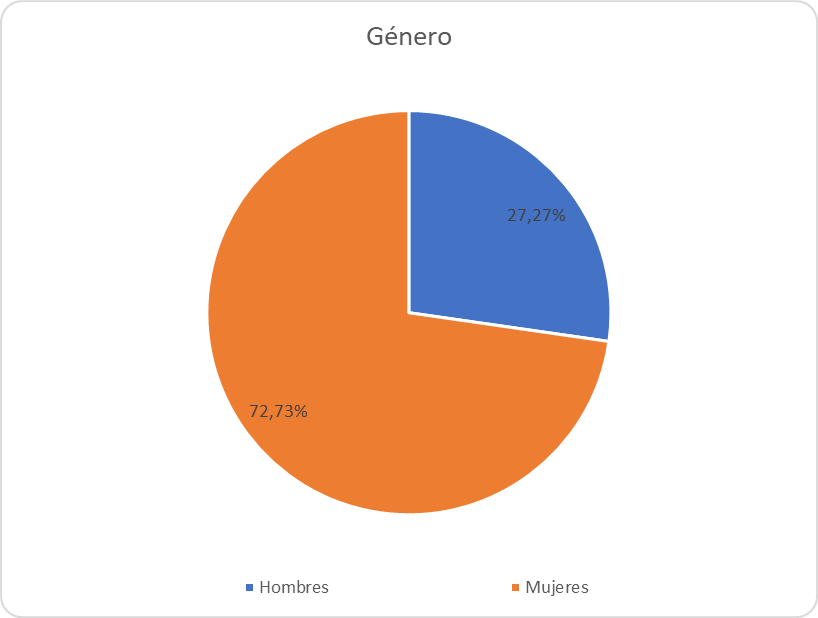 Género
27,27%
72,73%
Hombres
Mujeres